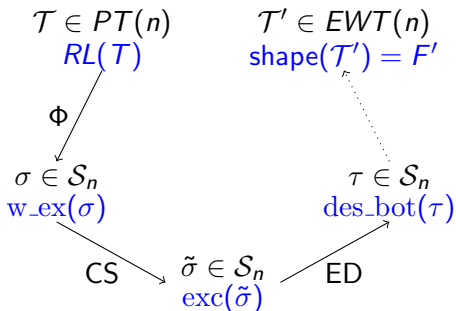 𝒯 ∈ PT(n)
RL(T)
𝒯′ ∈ EWT(n)
shape(𝒯′) = F′
Φ
σ ∈ 𝒮ₙ
w_ex(σ)
τ ∈ 𝒮ₙ
des_bot(τ)
CS
σ̃ ∈ 𝒮ₙ
exc(σ̃)
ED